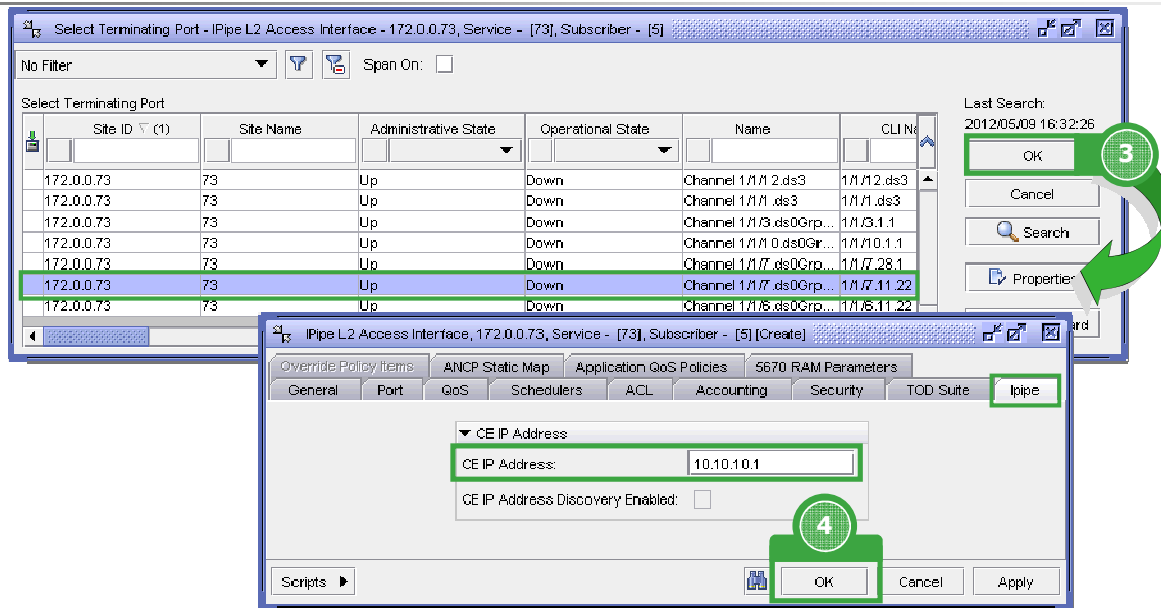 Select Terminating Port - IPipe L2 Access Interface - 172.0.0.73, Service - [73], Subscriber - [5]
No Filter
Span On:
Select Terminating Port
Last Search:
2012/05/09 16:32:26
Site ID (1) Site Name Administrative State Operational State Name CLI Na
172.0.0.73 73 Up Down Channel 1/1/12.ds3 1/1/12.ds3
172.0.0.73 73 Up Down Channel 1/1/1.ds3 1/1/1.ds3
172.0.0.73 73 Up Down Channel 1/1/3.ds0Grp... 1/1/3.1.1
172.0.0.73 73 Up Down Channel 1/1/10.ds0Gr... 1/1/10.1.1
172.0.0.73 73 Up Down Channel 1/1/7.ds0Grp... 1/1/7.28.1
172.0.0.73 73 Up Down Channel 1/1/7.ds0Grp... 1/1/7.11.22
172.0.0.73 73 Up Down Channel 1/1/6.ds0Grp... 1/1/6.11.22
OK
3
Cancel
Search
Properties
rd
IPipe L2 Access Interface, 172.0.0.73, Service - [73], Subscriber - [5] [Create]
Override Policy Items ANCP Static Map Application QoS Policies 5670 RAM Parameters
General Port QoS Schedulers ACL Accounting Security TOD Suite Ipipe
CE IP Address
CE IP Address: 10.10.10.1
CE IP Address Discovery Enabled:
4
Scripts OK Cancel Apply